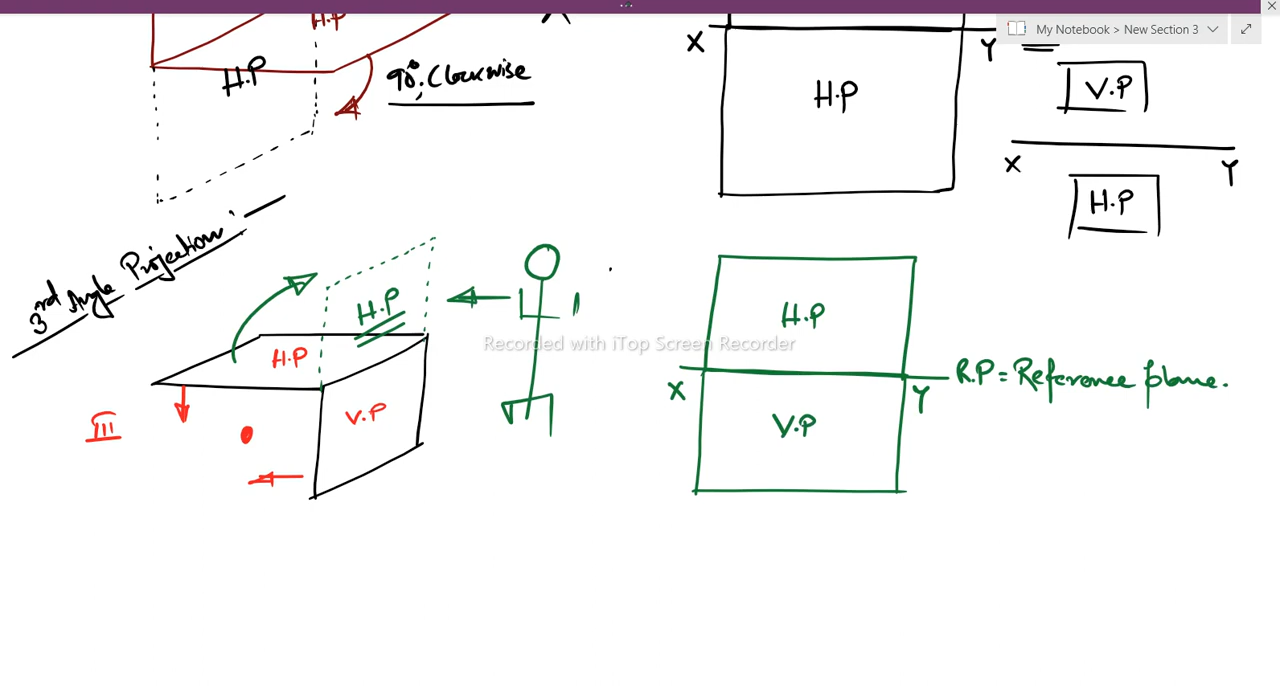 My Notebook > New Section 3
H.P
H.P
90°, Clockwise
X Y
H.P
V.P
X Y
H.P
3rd Angle Projection:
H.P
H.P
V.P
III
Recorded with iTop Screen Recorder
H.P
X Y
R.P = Reference plane.
V.P